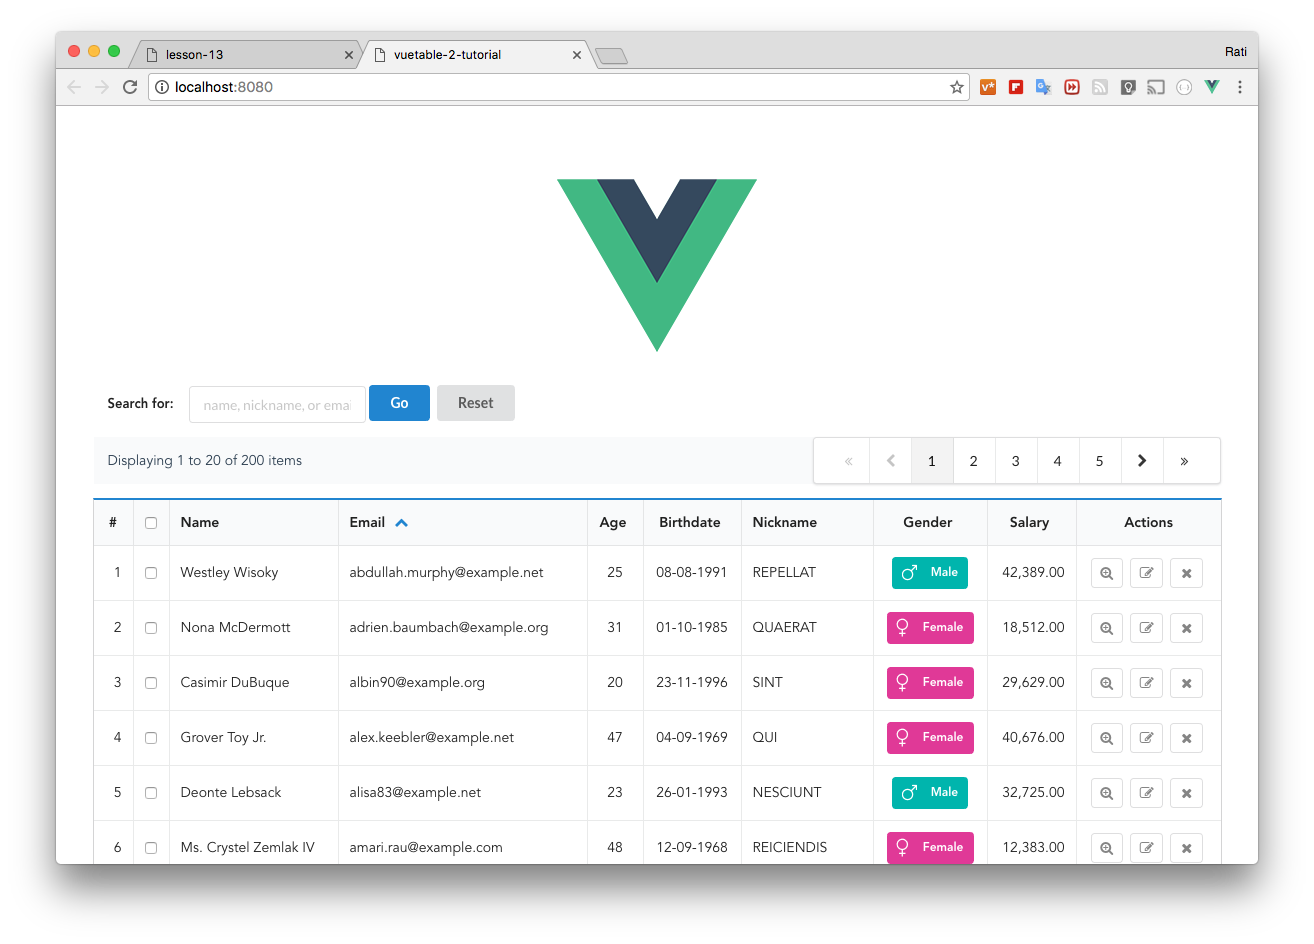 lesson-13
vuetable-2-tutorial
Rati
localhost:8080
Search for: name, nickname, or ema Go Reset
Displaying 1 to 20 of 200 items « 1 2 3 4 5 »
# Name Email Age Birthdate Nickname Gender Salary Actions
1 Westley Wisoky abdullah.murphy@example.net 25 08-08-1991 REPELLAT Male 42,389.00
2 Nona McDermott adrien.baumbach@example.org 31 01-10-1985 QUAERAT Female 18,512.00
3 Casimir DuBuque albin90@example.org 20 23-11-1996 SINT Female 29,629.00
4 Grover Toy Jr. alex.keebler@example.net 47 04-09-1969 QUI Female 40,676.00
5 Deonte Lebsack alisa83@example.net 23 26-01-1993 NESCIUNT Male 32,725.00
6 Ms. Crystel Zemlak IV amari.rau@example.com 48 12-09-1968 REICIENDIS Female 12,383.00